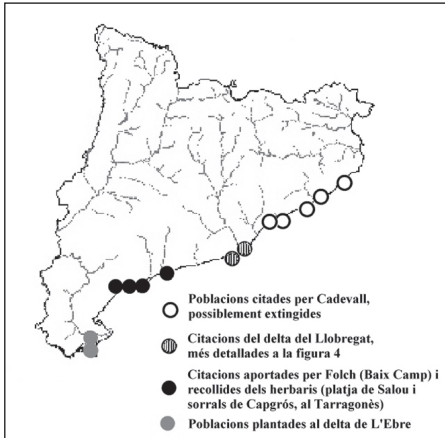 Poblacions citades per Cadevall,
possiblement extingides
Citacions del delta del Llobregat,
més detallades a la figura 4
Citacions aportades per Folch (Baix Camp) i
recollides dels herbaris (platja de Salou i
sorrals de Capgrós, al Tarragonès)
Poblacions plantades al delta de L'Ebre